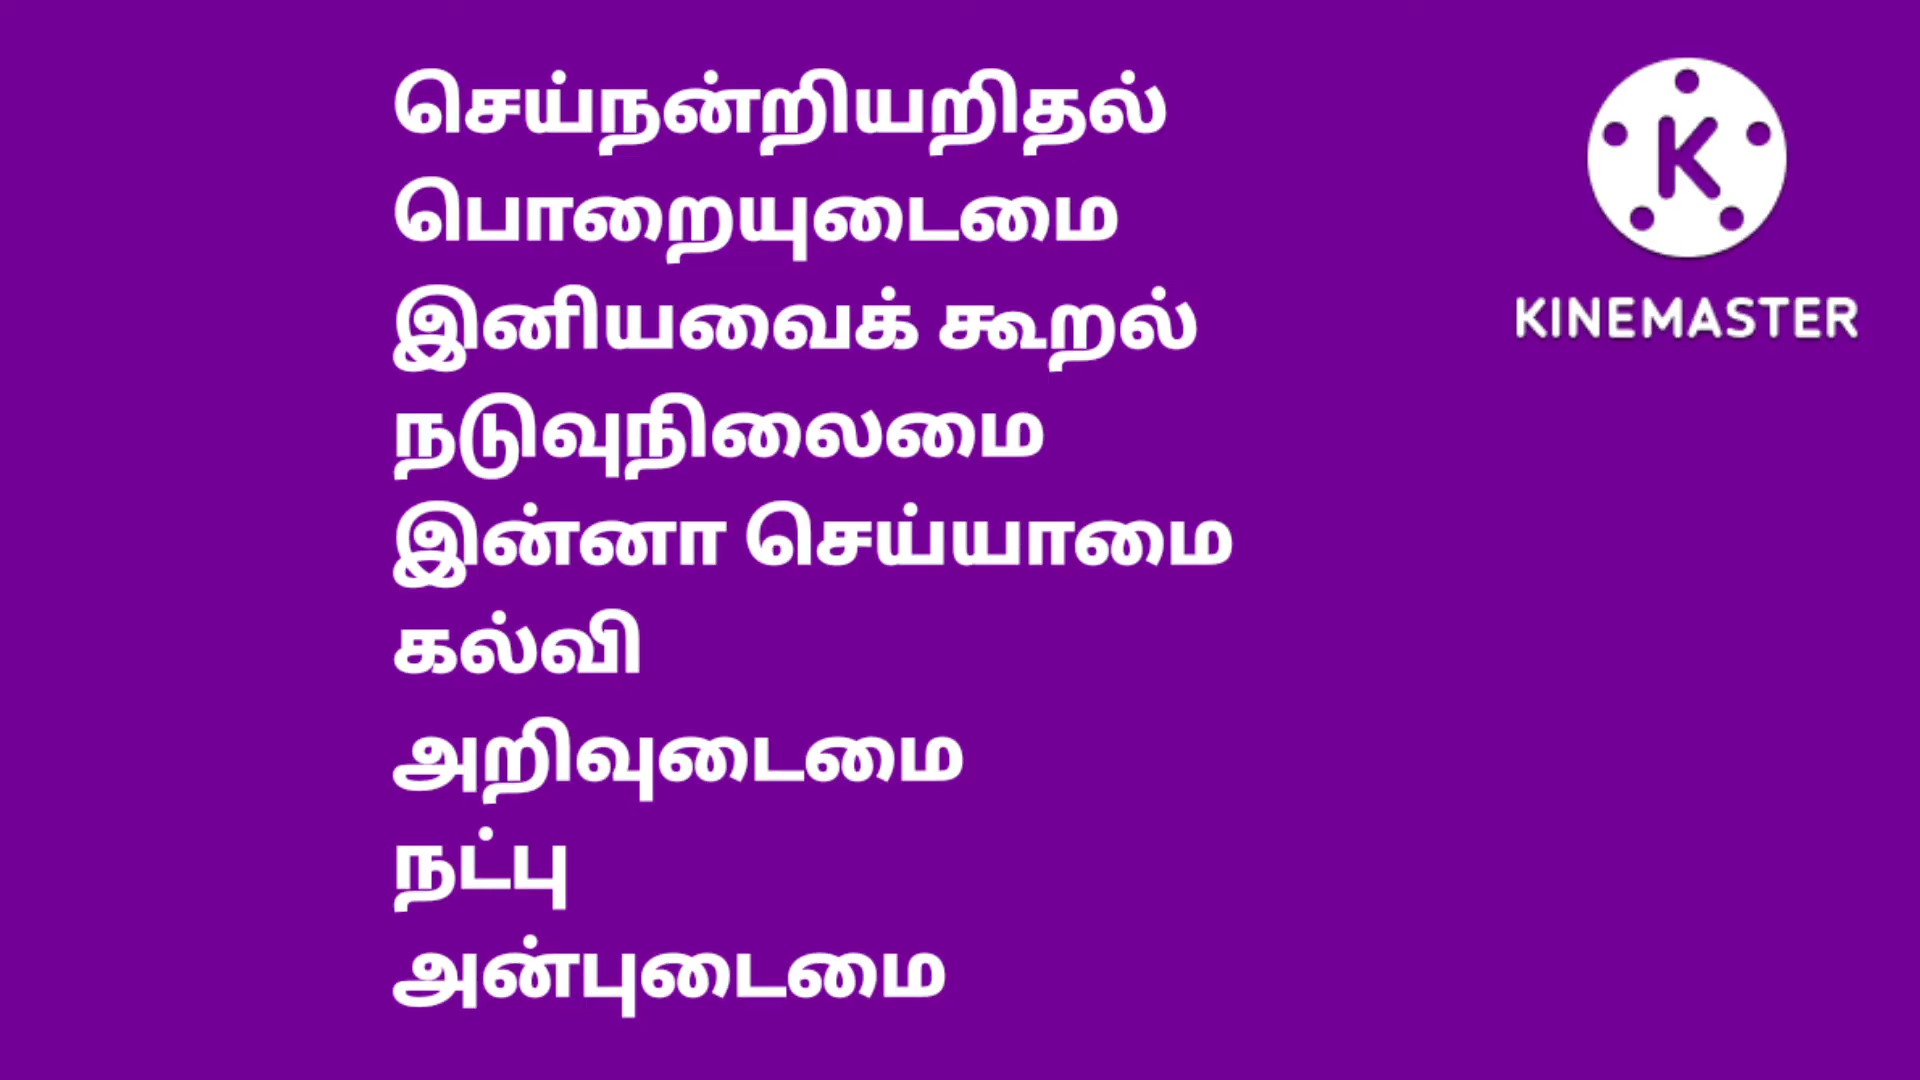 செய்நன்றியறிதல்
பொறையுடைமை
இனியவைக் கூறல்
நடுவுநிலைமை
இன்னா செய்யாமை
கல்வி
அறிவுடைமை
நட்பு
அன்புடைமை
K
KINEMASTER